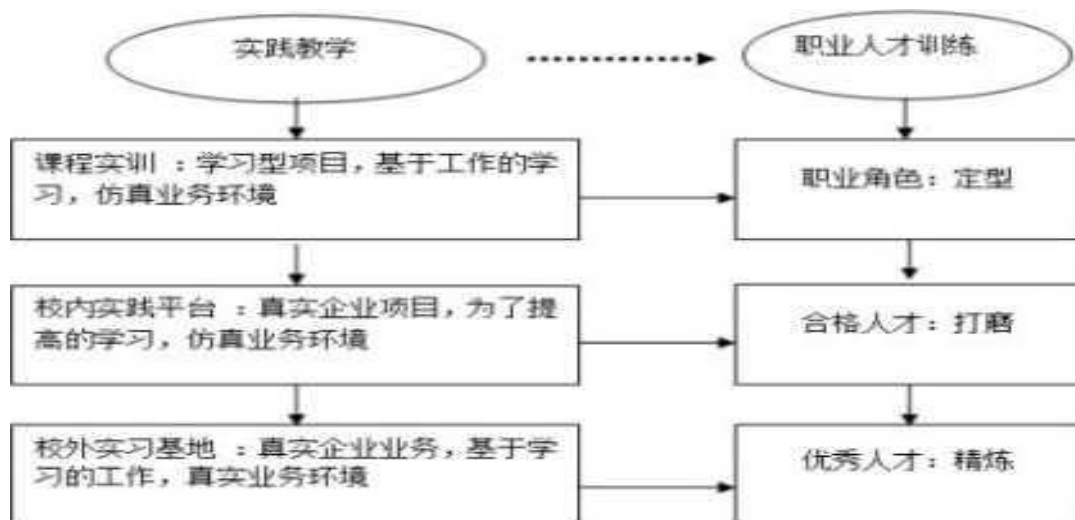 实践教学
职业人才训练
课程实训 ：学习型项目，基于工作的学
习，仿真业务环境
职业角色：定型
校内实践平台 ：真实企业项目，为了提
高的学习，仿真业务环境
合格人才：打磨
校外实习基地 ：真实企业业务，基于学
习的工作，真实业务环境
优秀人才：精炼